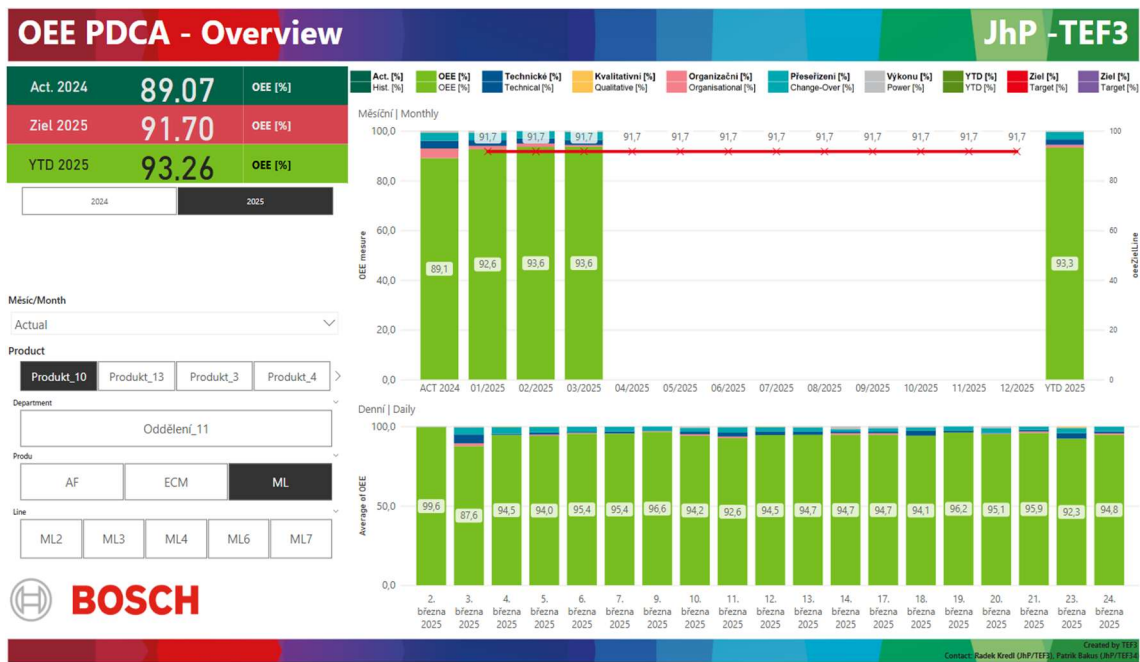 OEE PDCA - Overview
JhP -TEF3
Act. 2024 89.07 OEE [%]
Ziel 2025 91.70 OEE [%]
YTD 2025 93.26 OEE [%]
2024 2025
Act. [%] OEE [%] Technické [%] Kvalitativní [%] Organizační [%] Přeseřízení [%] Výkonu [%] YTD [%] Ziel [%] Ziel [%]
Hist. [%] OEE [%] Technical [%] Qualitative [%] Organisational [%] Change-Over [%] Power [%] YTD [%] Target [%] Target [%]
Měsíční | Monthly
100,0 91,7 91,7 91,7 91,7 91,7 91,7 91,7 91,7 91,7 91,7 91,7 91,7 100
80,0 80
60,0 60
89,1 92,6 93,6 93,6 93,3
40,0 40
20,0 20
0,0 0
OEE mesure
oeeZielLine
ACT 2024 01/2025 02/2025 03/2025 04/2025 05/2025 06/2025 07/2025 08/2025 09/2025 10/2025 11/2025 12/2025 YTD 2025
Měsíc/Month
Actual
Product
Produkt_10 Produkt_13 Produkt_3 Produkt_4
Department
Oddělení_11
Produ
AF ECM ML
Line
ML2 ML3 ML4 ML6 ML7
BOSCH
Denní | Daily
100,0
50,0
0,0
Average of OEE
99,6 87,6 94,5 94,0 95,4 95,4 96,6 94,2 92,6 94,5 94,7 94,7 94,7 94,1 96,2 95,1 95,9 92,3 94,8
2. 3. 4. 5. 6. 7. 9. 10. 11. 12. 13. 14. 17. 18. 19. 20. 21. 23. 24.
března března března března března března března března března března března března března března března března března března března
2025 2025 2025 2025 2025 2025 2025 2025 2025 2025 2025 2025 2025 2025 2025 2025 2025 2025 2025
Created by TEF3
Contact: Radek Kredl (JhP/TEF3), Patrik Bakus (JhP/TEF34